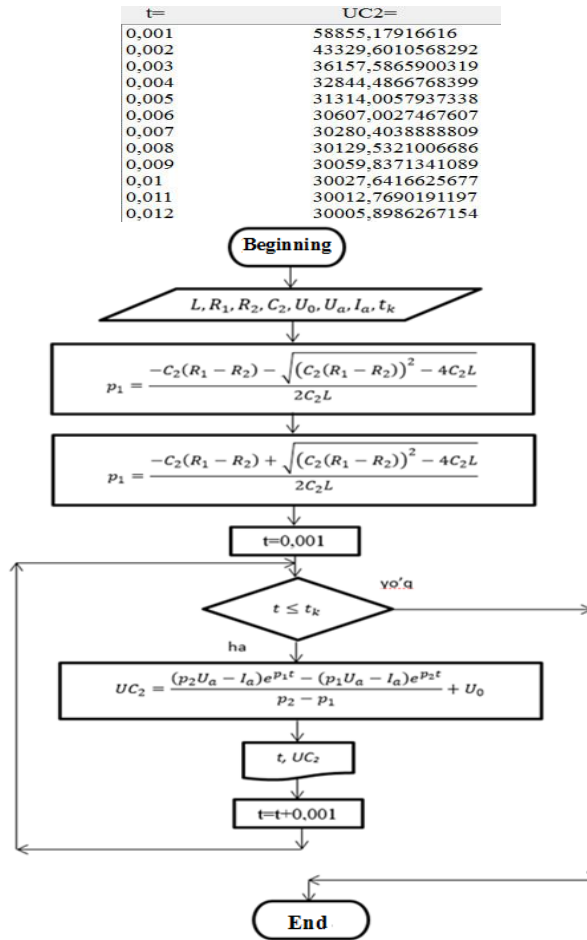 t= UC2=
0,001 58855,17916616
0,002 43329,6010568292
0,003 36157,5865900319
0,004 32844,4866768399
0,005 31314,0057937338
0,006 30607,0027467607
0,007 30280,4038888809
0,008 30129,5321006686
0,009 30059,8371341089
0,01 30027,6416625677
0,011 30012,7690191197
0,012 30005,8986267154
Beginning
L, R₁, R₂, C₂, U₀, Uₐ, Iₐ, tₖ
p₁ = (−C₂(R₁ − R₂) − √((C₂(R₁ − R₂))² − 4C₂L)) / 2C₂L
p₁ = (−C₂(R₁ − R₂) + √((C₂(R₁ − R₂))² − 4C₂L)) / 2C₂L
t=0,001
yo'q
t ≤ tₖ
ha
UC₂ = ((p₂Uₐ − Iₐ)e^{p₁t} − (p₁Uₐ − Iₐ)e^{p₂t}) / (p₂ − p₁) + U₀
t, UC₂
t=t+0,001
End